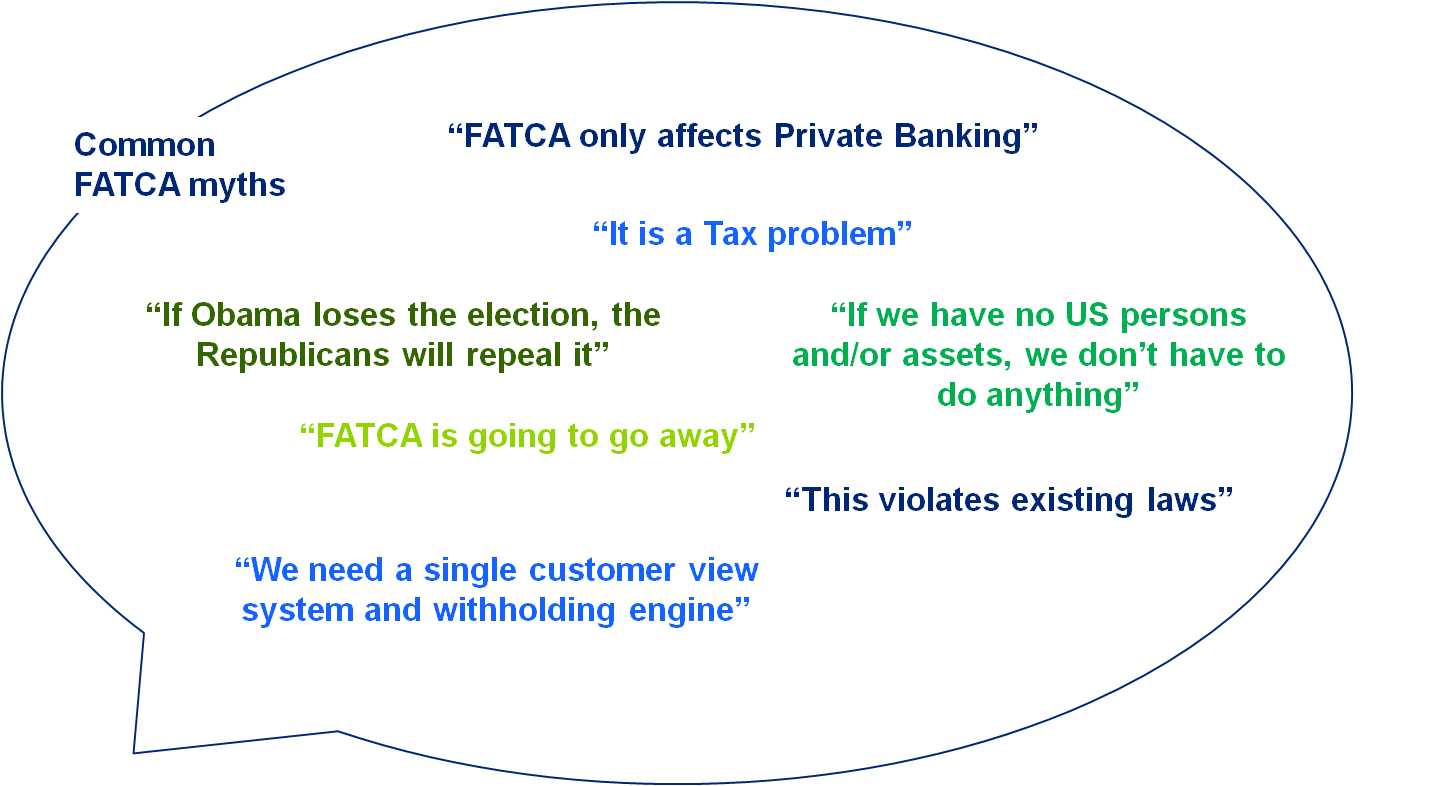 Common
FATCA myths
“FATCA only affects Private Banking”
“It is a Tax problem”
“If Obama loses the election, the
Republicans will repeal it”
“If we have no US persons
and/or assets, we don’t have to
do anything”
“FATCA is going to go away”
“This violates existing laws”
“We need a single customer view
system and withholding engine”